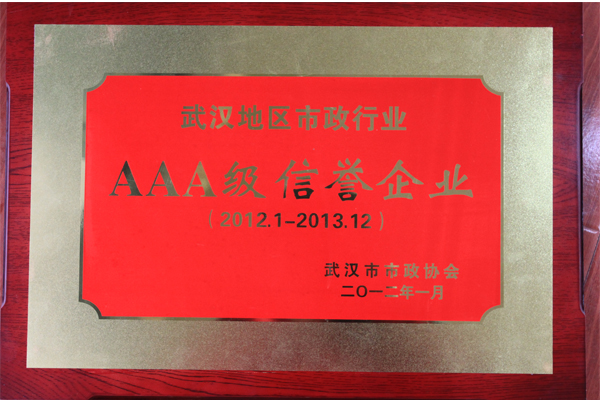 武汉地区市政行业
AAA级信誉企业
(2012.1-2013.12)
武汉市市政协会
二〇一二年一月